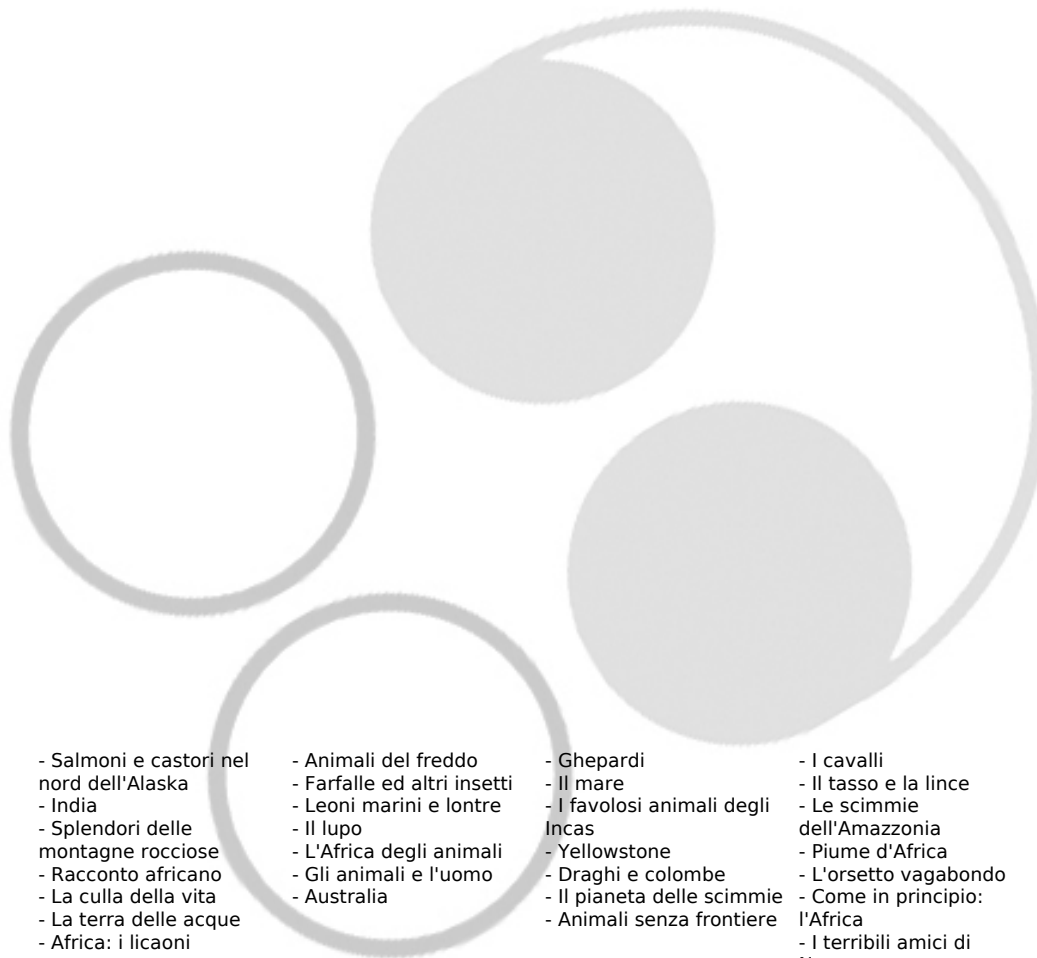 - Salmoni e castori nel
nord dell'Alaska
- India
- Splendori delle
montagne rocciose
- Racconto africano
- La culla della vita
- La terra delle acque
- Africa: i licaoni
- Animali del freddo
- Farfalle ed altri insetti
- Leoni marini e lontre
- Il lupo
- L'Africa degli animali
- Gli animali e l'uomo
- Australia
- Ghepardi
- Il mare
- I favolosi animali degli
Incas
- Yellowstone
- Draghi e colombe
- Il pianeta delle scimmie
- Animali senza frontiere
- I cavalli
- Il tasso e la lince
- Le scimmie
dell'Amazzonia
- Piume d'Africa
- L'orsetto vagabondo
- Come in principio:
l'Africa
- I terribili amici di